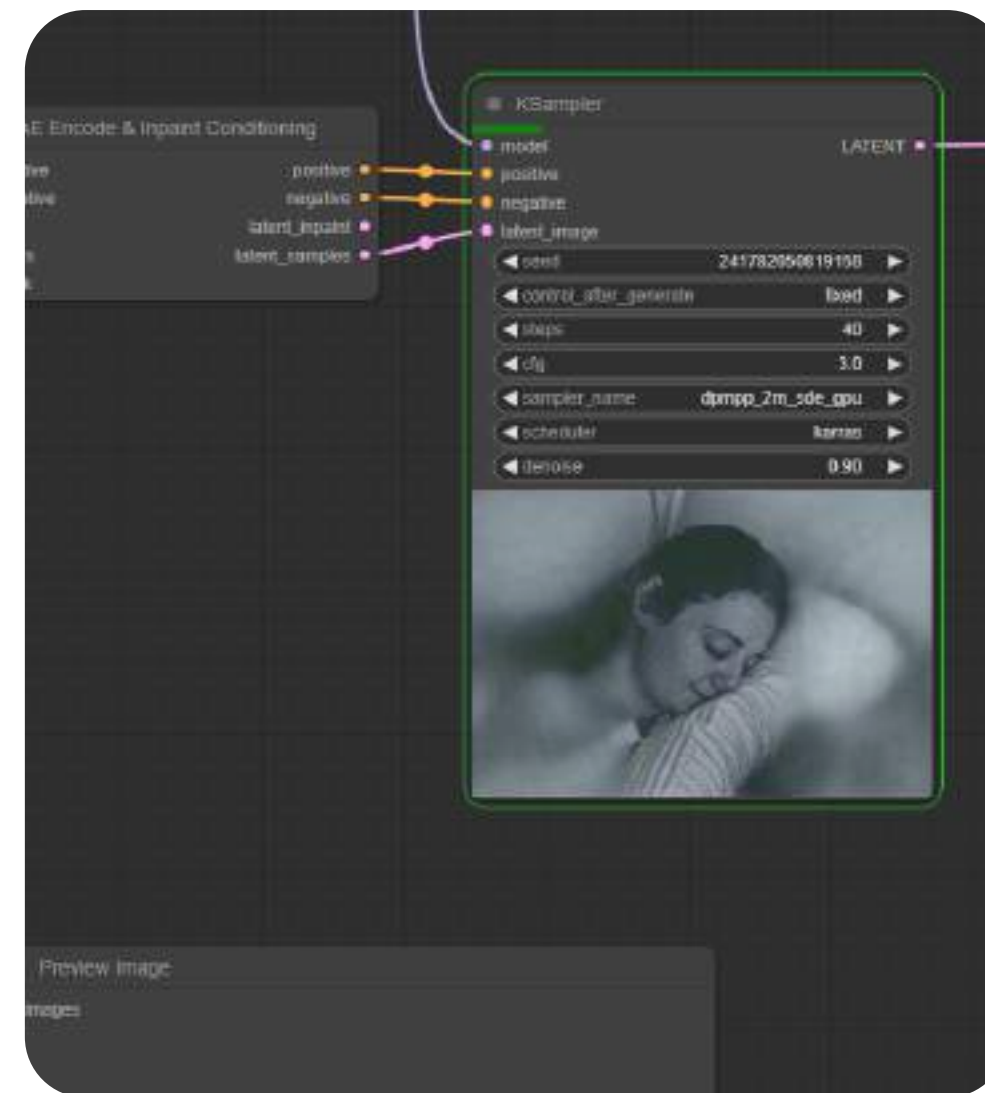 AE Encode & Inpaint Conditioning
positive
negative
latent_inpaint
latent_samples
KSampler
model
LATENT
positive
negative
latent_image
seed 241782050819150
control_after_generate fixed
steps 40
cfg 3.0
sampler_name dpmpp_2m_sde_gpu
scheduler karras
denoise 0.90
Preview Image
images